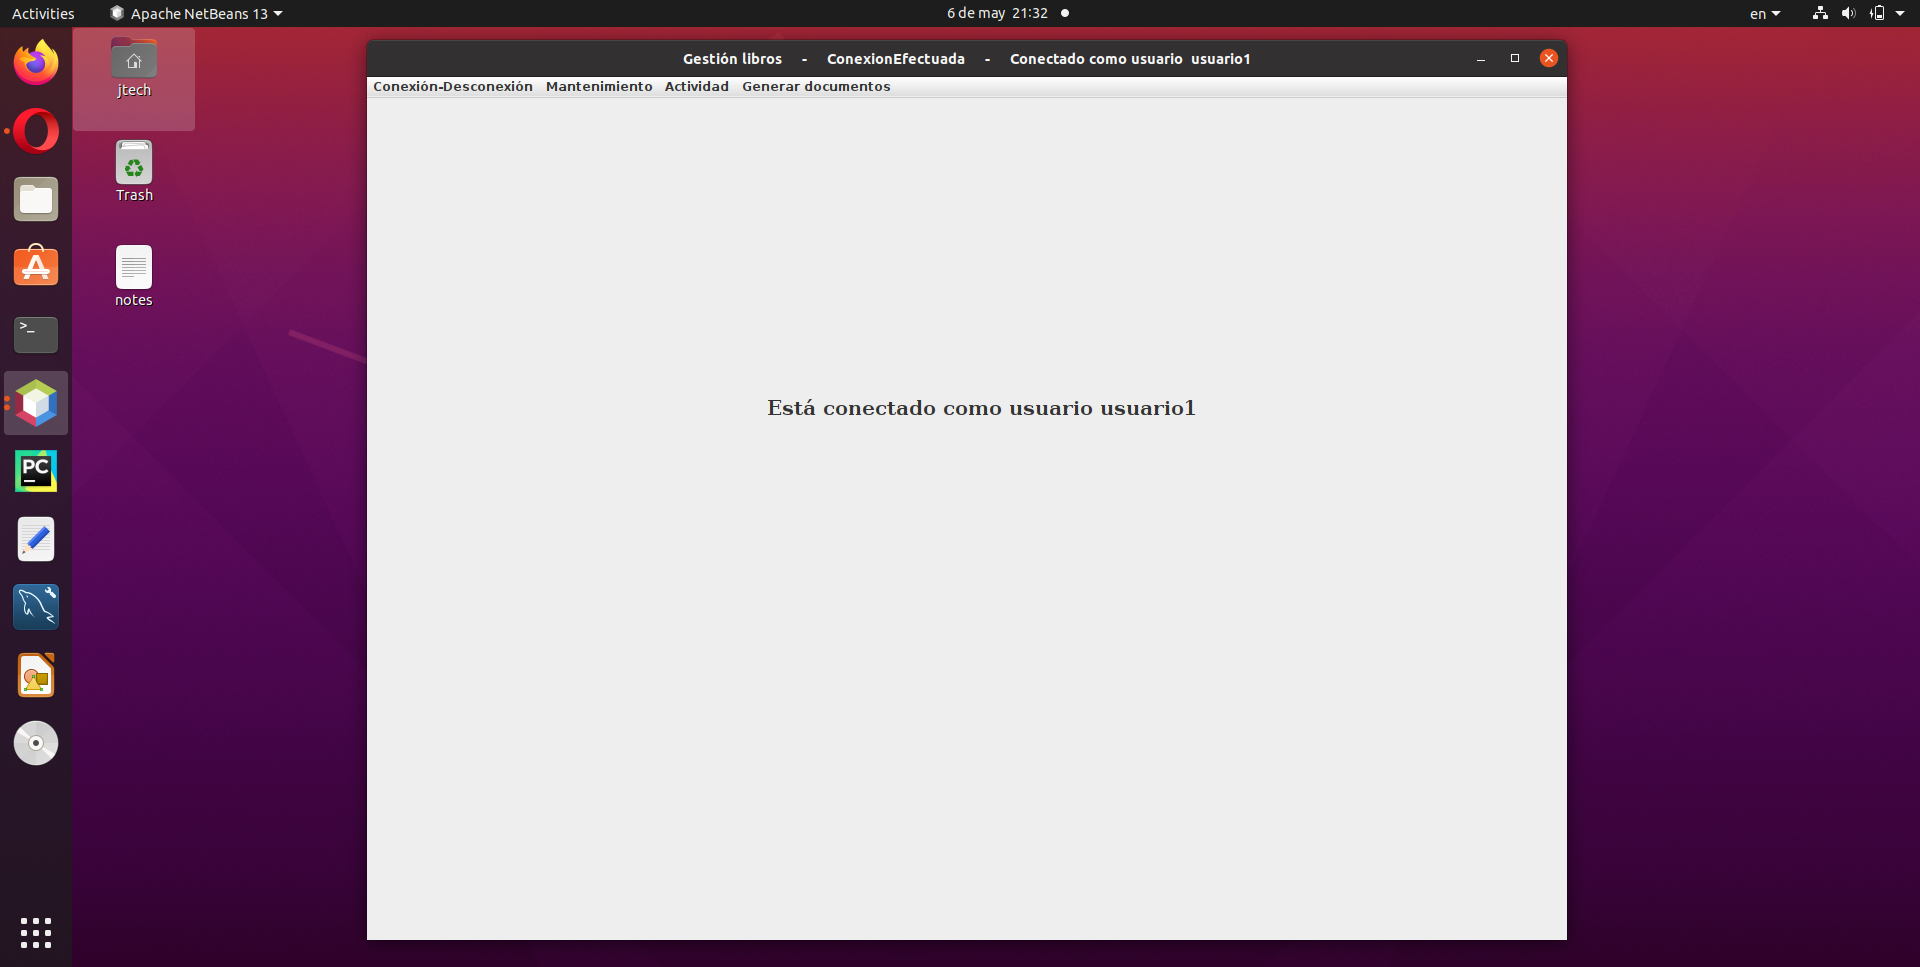 Activities Apache NetBeans 13 6 de may 21:32 en
jtech
Trash
notes
>_
PC
Gestión libros - ConexionEfectuada - Conectado como usuario usuario1
Conexión-Desconexión Mantenimiento Actividad Generar documentos
Está conectado como usuario usuario1